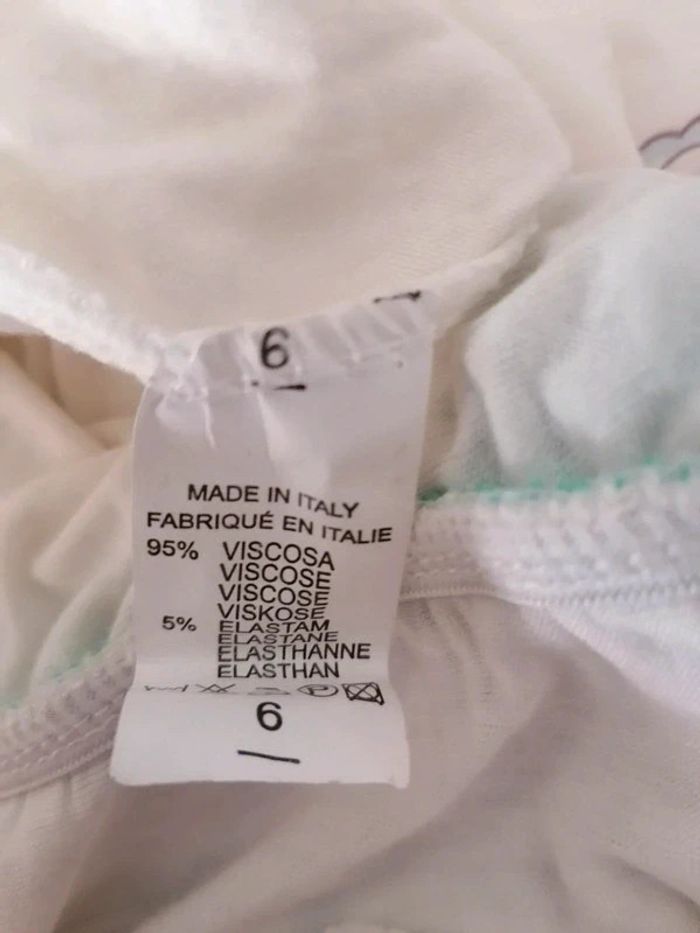 6
MADE IN ITALY
FABRIQUÉ EN ITALIE
95% VISCOSA
VISCOSE
VISCOSE
VISKOSE
5% ELASTAM
ELASTANE
ELASTHANNE
ELASTHAN
6